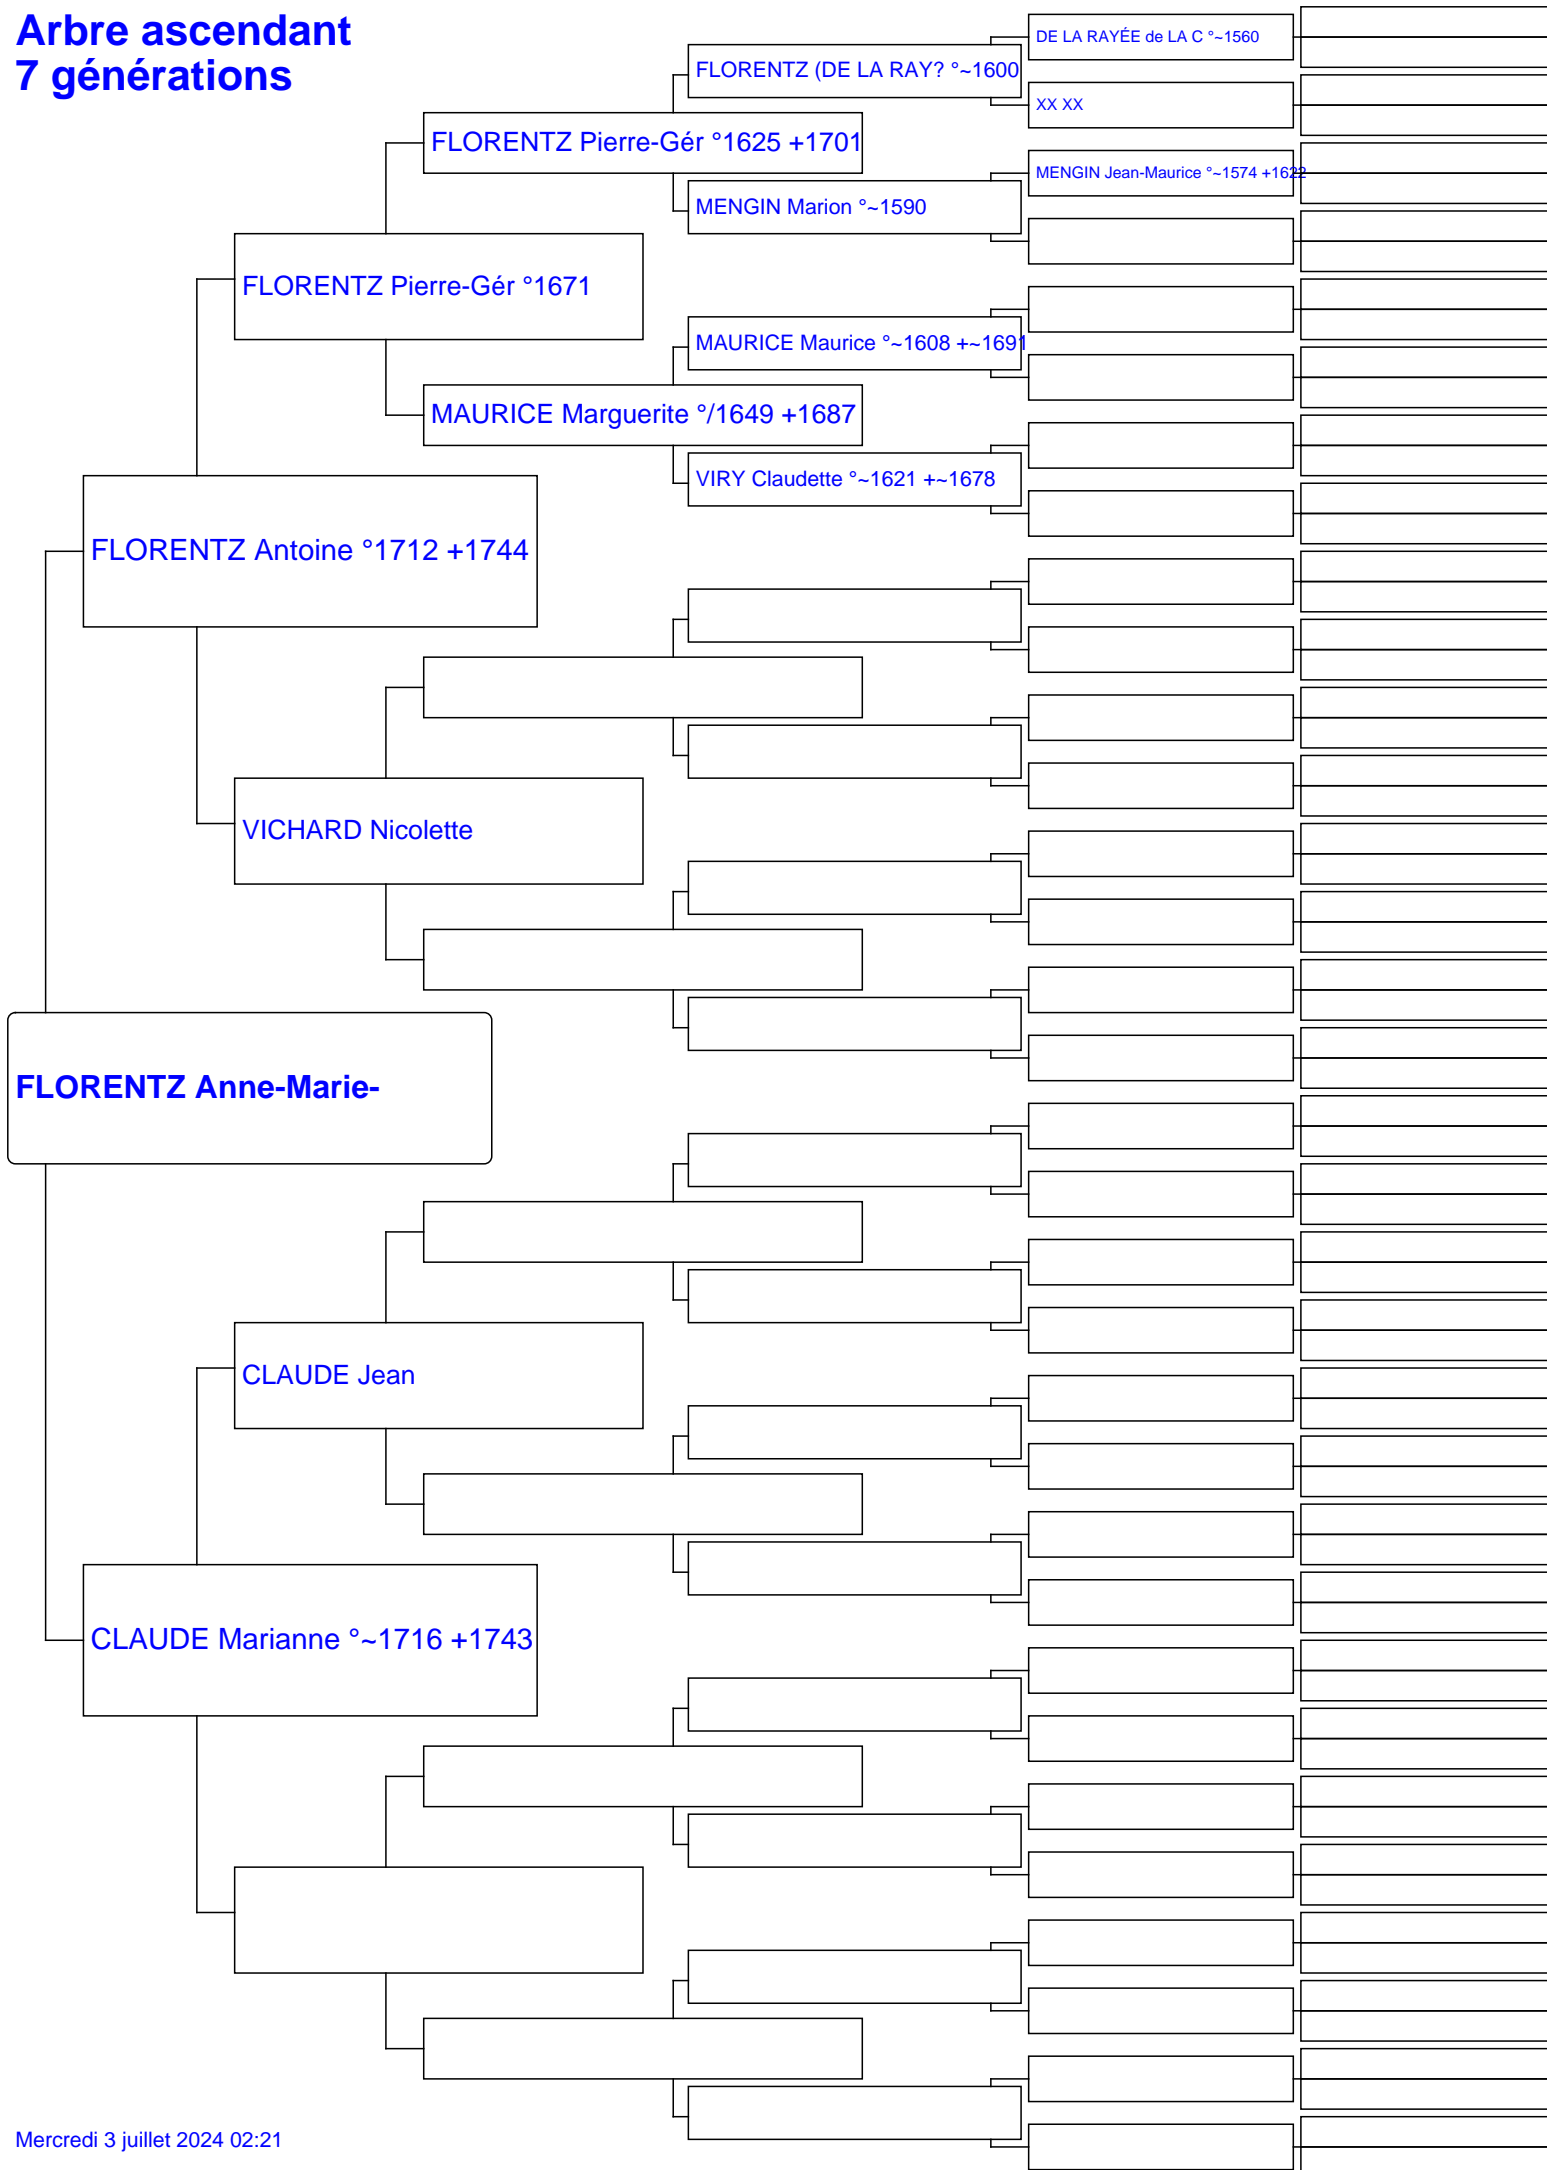 Arbre ascendant
7 générations
DE LA RAYÉE de LA C °~1560
FLORENTZ (DE LA RAY? °~1600
XX XX
FLORENTZ Pierre-Gér °1625 +1701
MENGIN Jean-Maurice °~1574 +1622
MENGIN Marion °~1590
FLORENTZ Pierre-Gér °1671
MAURICE Maurice °~1608 +~1691
MAURICE Marguerite °/1649 +1687
VIRY Claudette °~1621 +~1678
FLORENTZ Antoine °1712 +1744
VICHARD Nicolette
FLORENTZ Anne-Marie-
CLAUDE Jean
CLAUDE Marianne °~1716 +1743
Mercredi 3 juillet 2024 02:21